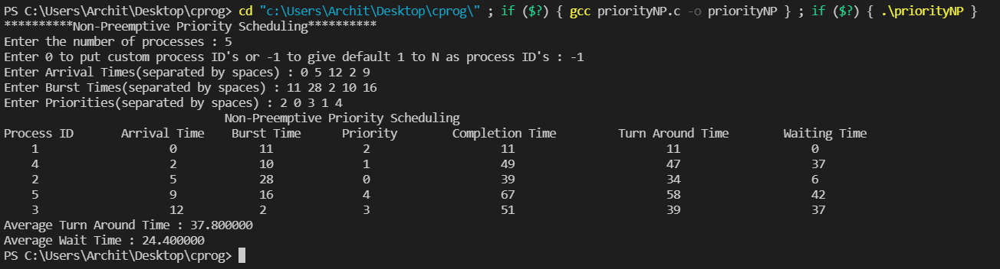 PS C:\Users\Archit\Desktop\cprog> cd "c:\Users\Archit\Desktop\cprog\" ; if ($?) { gcc priorityNP.c -o priorityNP } ; if ($?) { .\priorityNP }
**********Non-Preemptive Priority Scheduling**********
Enter the number of processes : 5
Enter 0 to put custom process ID's or -1 to give default 1 to N as process ID's : -1
Enter Arrival Times(separated by spaces) : 0 5 12 2 9
Enter Burst Times(separated by spaces) : 11 28 2 10 16
Enter Priorities(separated by spaces) : 2 0 3 1 4
Non-Preemptive Priority Scheduling
Process ID Arrival Time Burst Time Priority Completion Time Turn Around Time Waiting Time
1 0 11 2 11 11 0
4 2 10 1 49 47 37
2 5 28 0 39 34 6
5 9 16 4 67 58 42
3 12 2 3 51 39 37
Average Turn Around Time : 37.800000
Average Wait Time : 24.400000
PS C:\Users\Archit\Desktop\cprog>